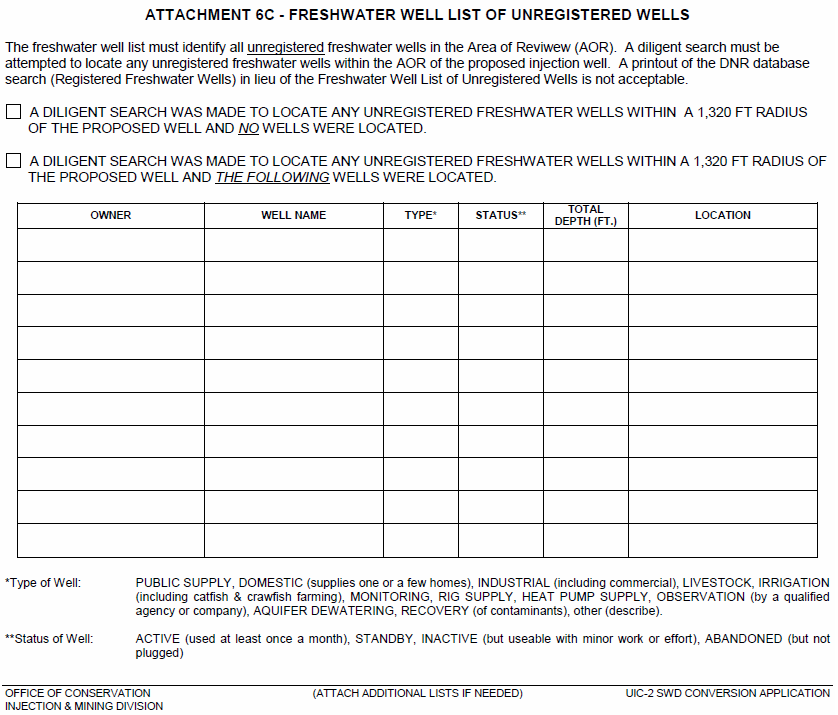 ATTACHMENT 6C - FRESHWATER WELL LIST OF UNREGISTERED WELLS
The freshwater well list must identify all unregistered freshwater wells in the Area of Reviwew (AOR). A diligent search must be
attempted to locate any unregistered freshwater wells within the AOR of the proposed injection well. A printout of the DNR database
search (Registered Freshwater Wells) in lieu of the Freshwater Well List of Unregistered Wells is not acceptable.
A DILIGENT SEARCH WAS MADE TO LOCATE ANY UNREGISTERED FRESHWATER WELLS WITHIN A 1,320 FT RADIUS
OF THE PROPOSED WELL AND NO WELLS WERE LOCATED.
A DILIGENT SEARCH WAS MADE TO LOCATE ANY UNREGISTERED FRESHWATER WELLS WITHIN A 1,320 FT RADIUS OF
THE PROPOSED WELL AND THE FOLLOWING WELLS WERE LOCATED.
OWNER WELL NAME TYPE* STATUS** TOTAL DEPTH (FT.) LOCATION
*Type of Well: PUBLIC SUPPLY, DOMESTIC (supplies one or a few homes), INDUSTRIAL (including commercial), LIVESTOCK, IRRIGATION
(including catfish & crawfish farming), MONITORING, RIG SUPPLY, HEAT PUMP SUPPLY, OBSERVATION (by a qualified
agency or company), AQUIFER DEWATERING, RECOVERY (of contaminants), other (describe).
**Status of Well: ACTIVE (used at least once a month), STANDBY, INACTIVE (but useable with minor work or effort), ABANDONED (but not
plugged)
OFFICE OF CONSERVATION (ATTACH ADDITIONAL LISTS IF NEEDED) UIC-2 SWD CONVERSION APPLICATION
INJECTION & MINING DIVISION